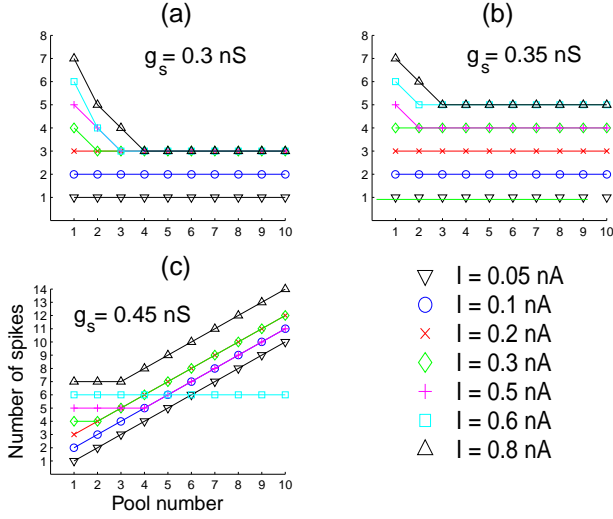 (a)
g_s = 0.3 nS
8
7
6
5
4
3
2
1
1 2 3 4 5 6 7 8 9 10
(b)
g_s = 0.35 nS
8
7
6
5
4
3
2
1
1 2 3 4 5 6 7 8 9 10
(c)
g_s = 0.45 nS
Number of spikes
14
13
12
11
10
9
8
7
6
5
4
3
2
1
1 2 3 4 5 6 7 8 9 10
Pool number
I = 0.05 nA
I = 0.1 nA
I = 0.2 nA
I = 0.3 nA
I = 0.5 nA
I = 0.6 nA
I = 0.8 nA